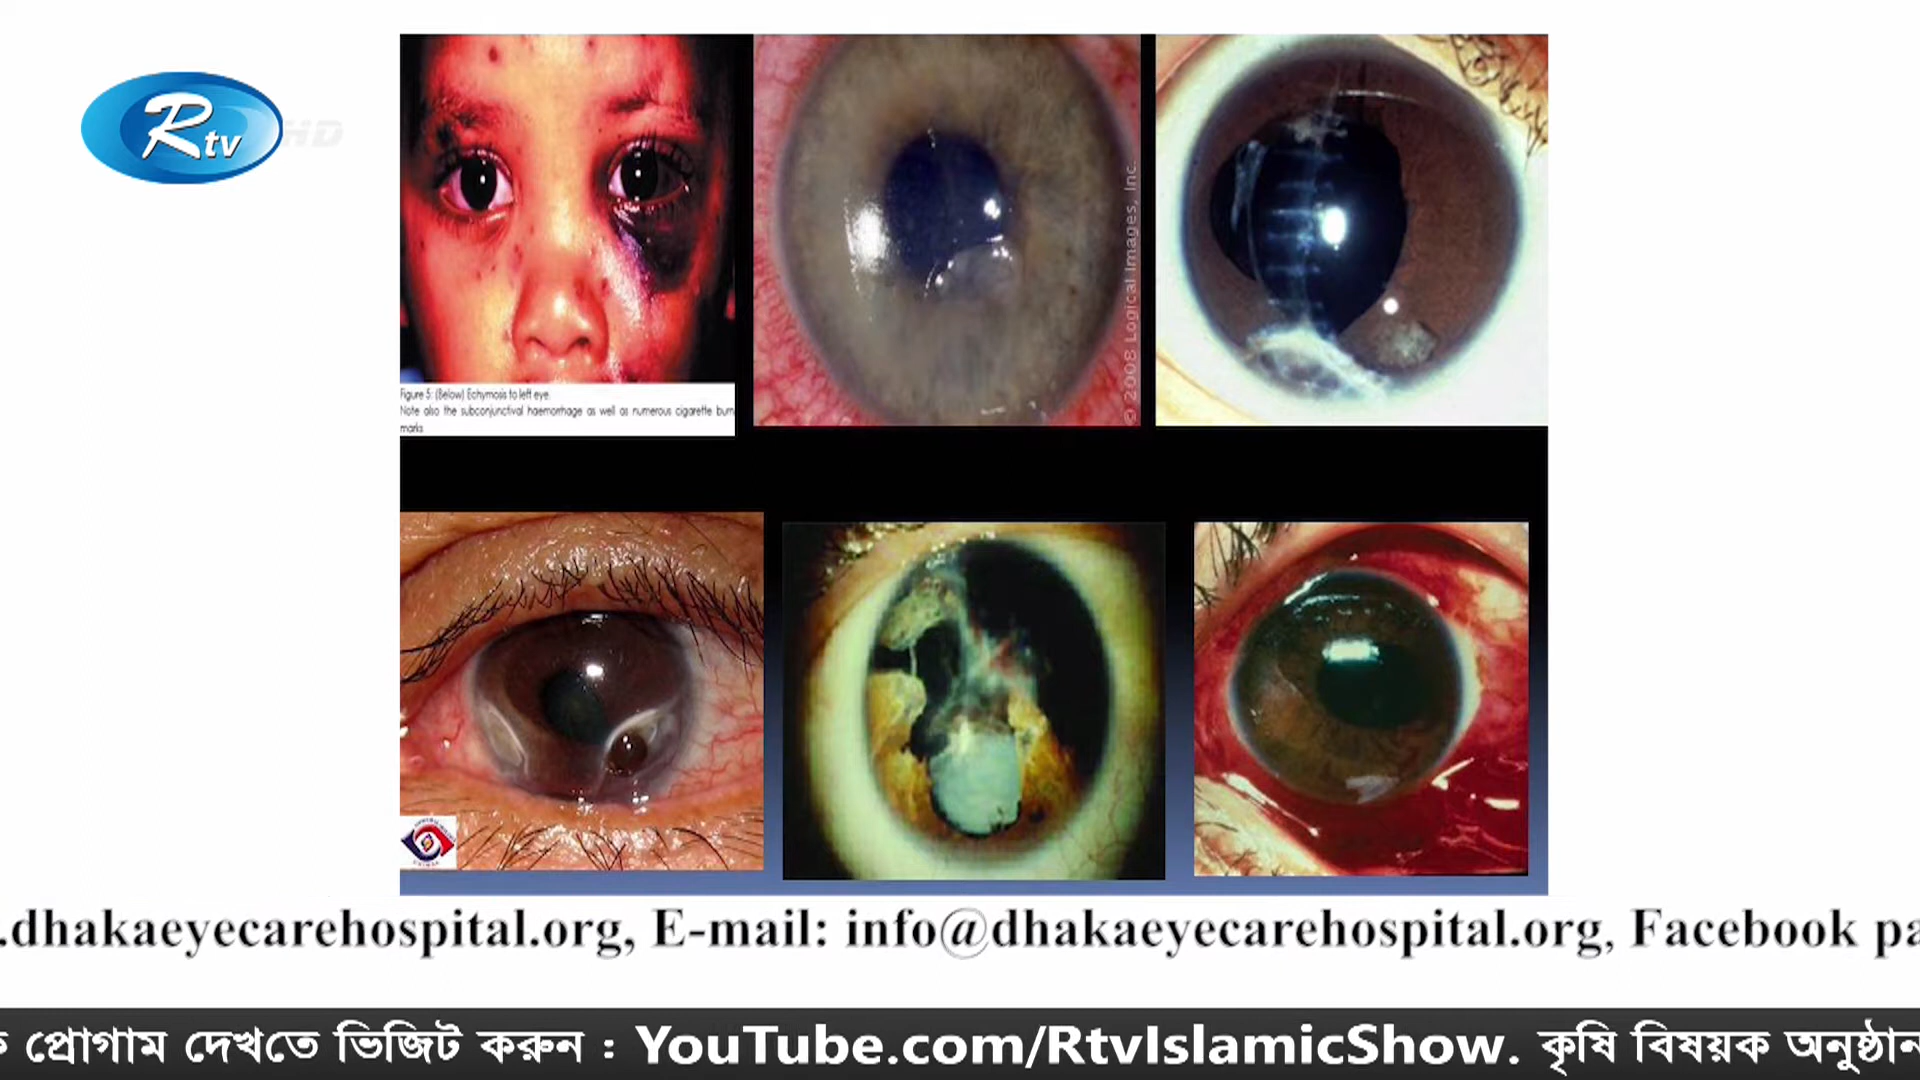 Rtv HD
Figure 5: (Below) Echymosis to left eye.
Note also the subconjunctival haemorrhage as well as numerous cigarette burn
marks
© 2008 Logical Images, Inc.
.dhakaeyecarehospital.org, E-mail: info@dhakaeyecarehospital.org, Facebook pa
প্রোগাম দেখতে ভিজিট করুন : YouTube.com/RtvIslamicShow. কৃষি বিষয়ক অনুষ্ঠান